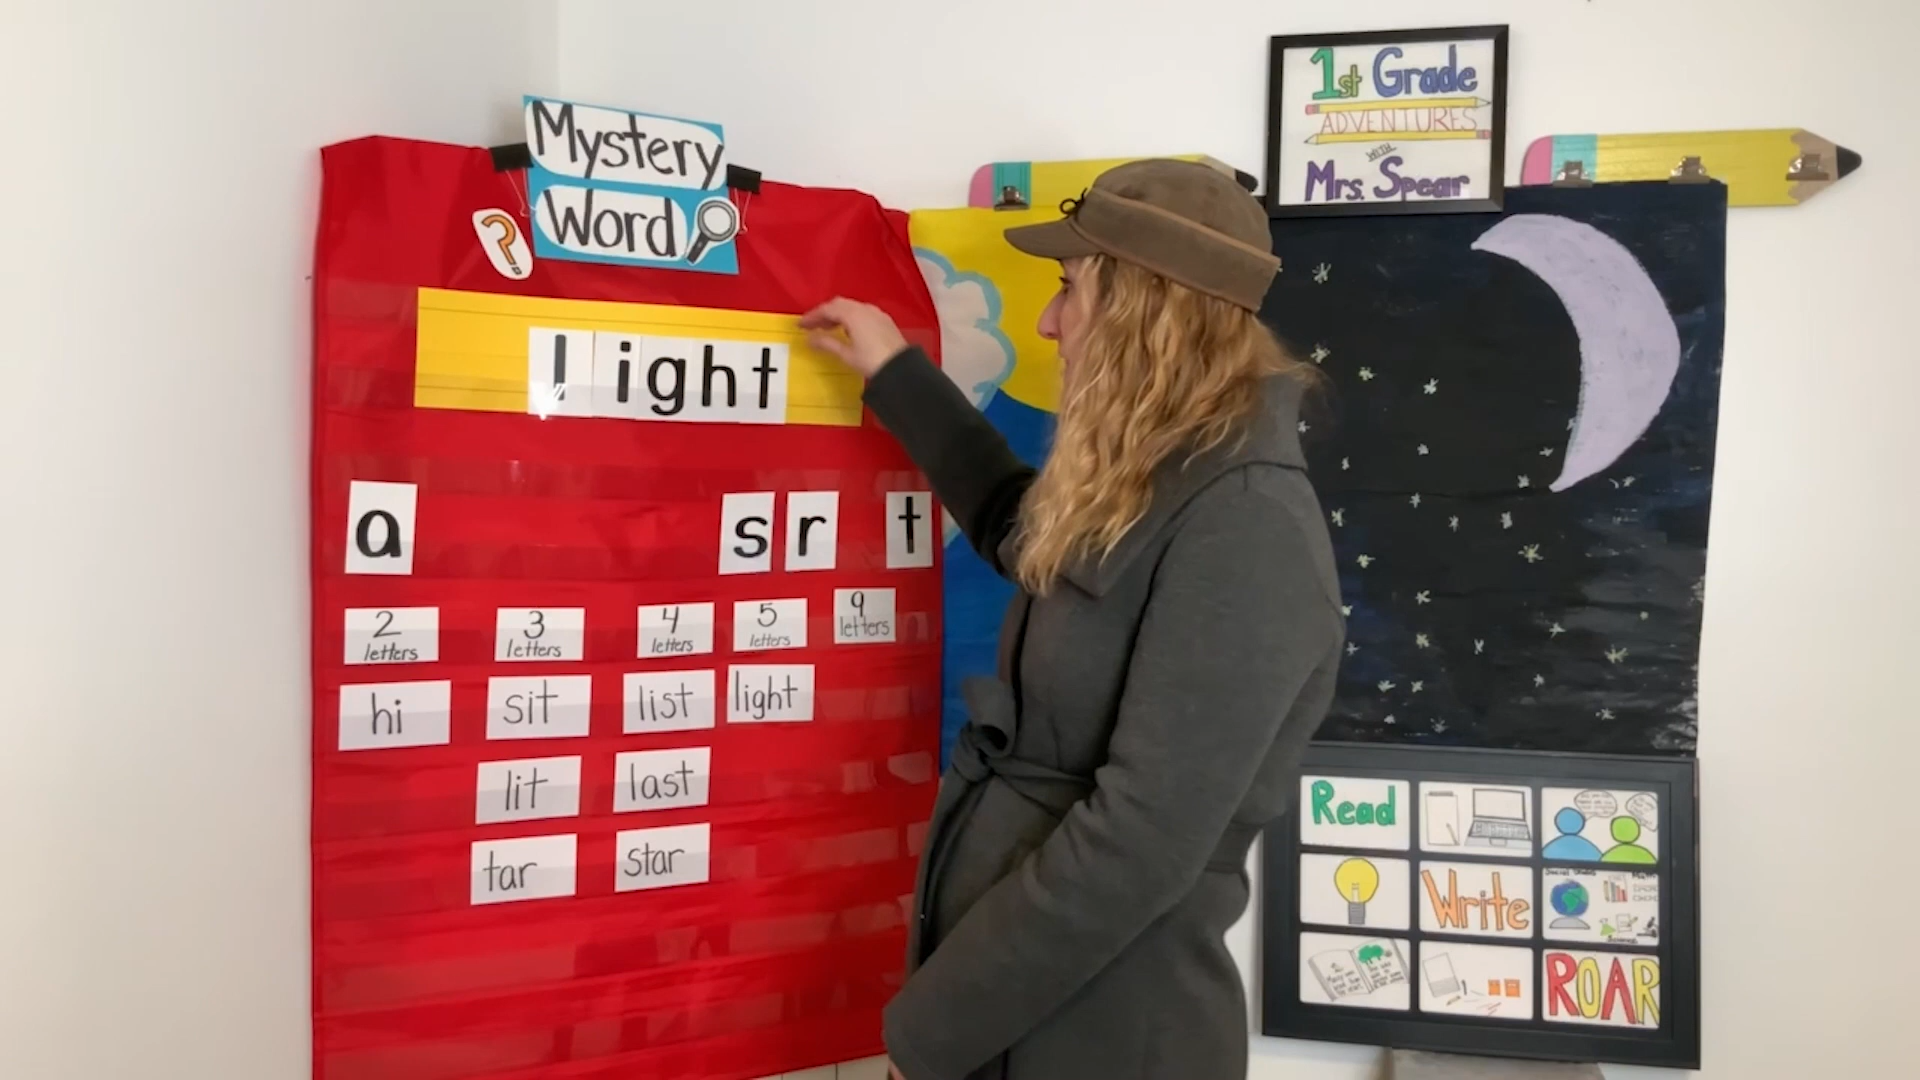 Mystery
Word
?
light
a s r t
2 letters
3 letters
4 letters
5 letters
9 letters
hi sit list light
lit last
tar star
1st Grade
ADVENTURES
WITH
Mrs. Spear
Read
Write
ROAR